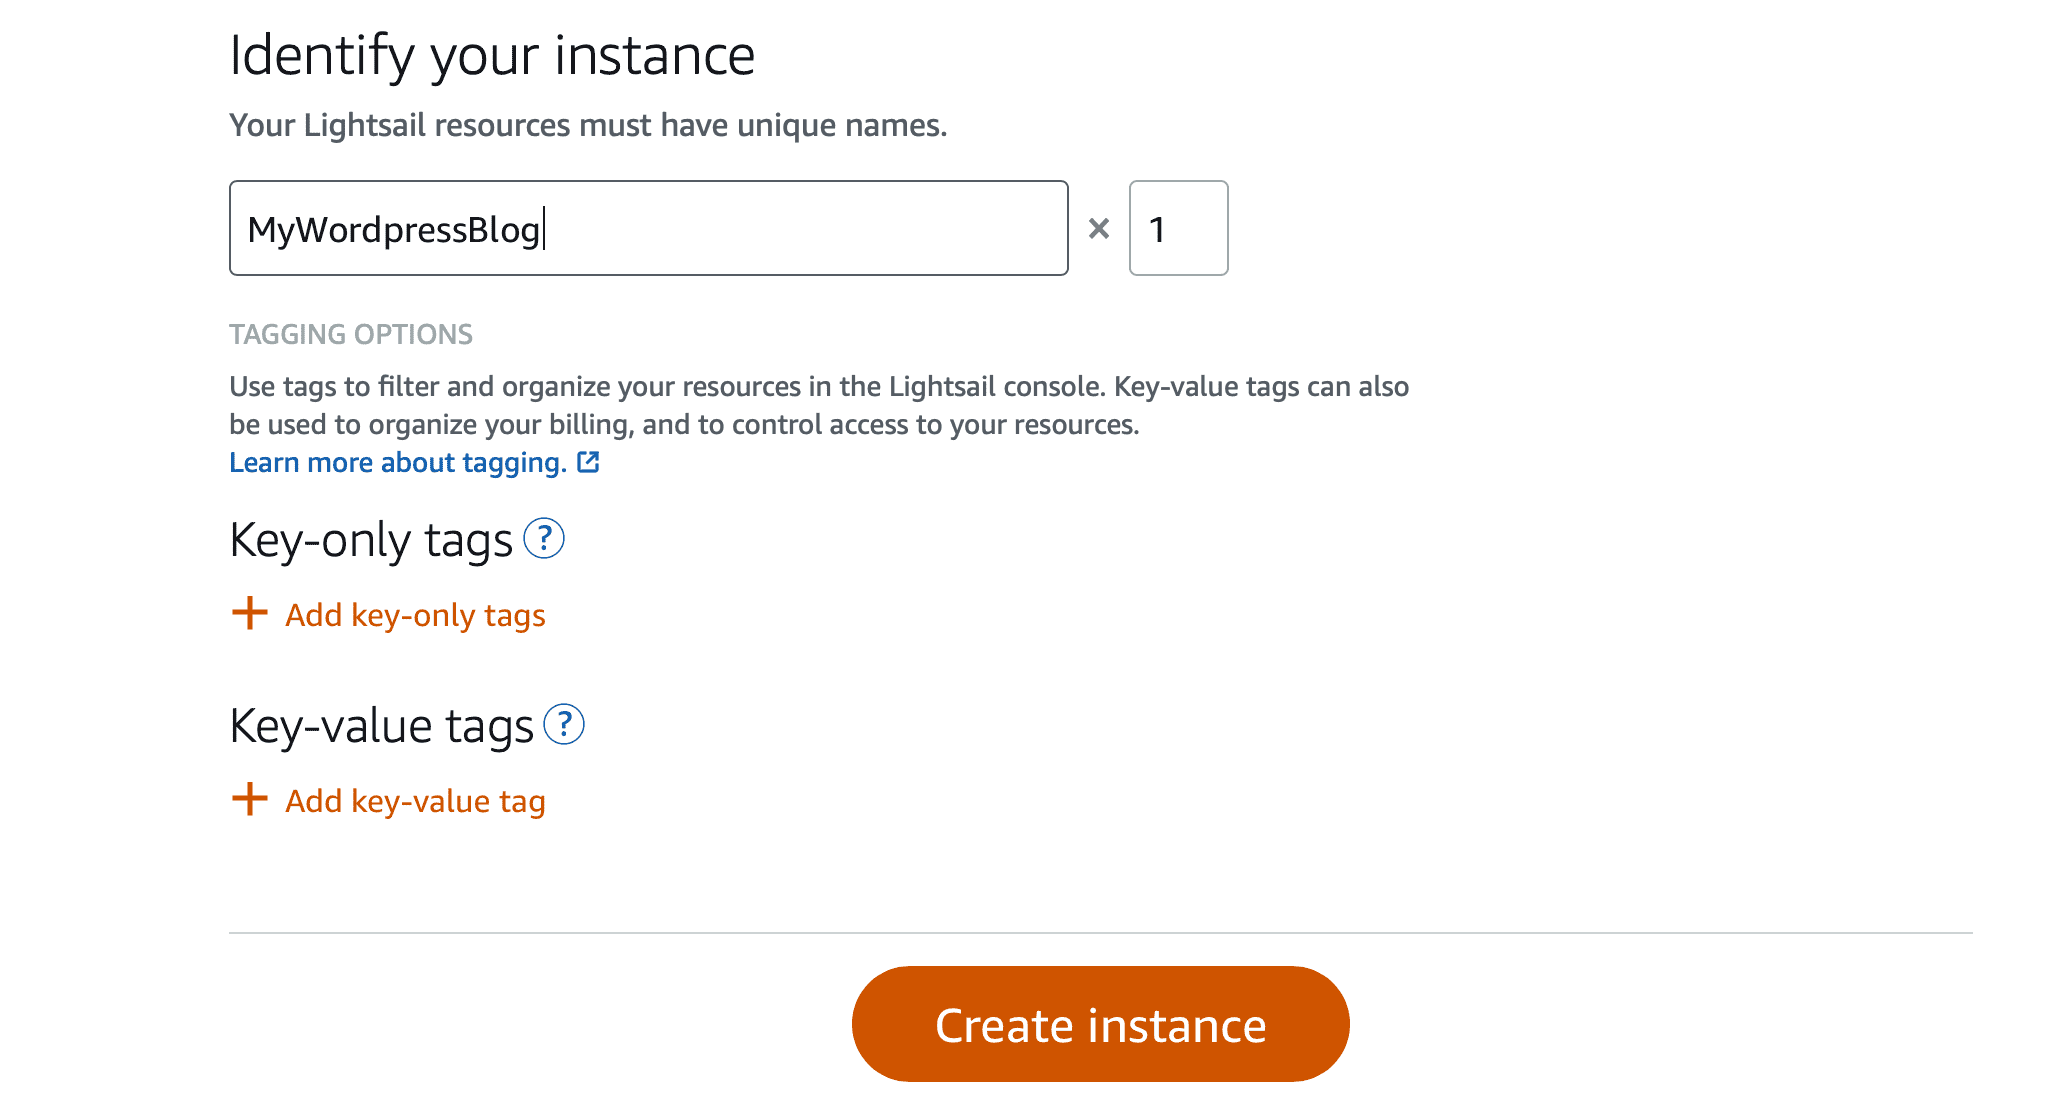 Identify your instance
Your Lightsail resources must have unique names.
MyWordpressBlog × 1
TAGGING OPTIONS
Use tags to filter and organize your resources in the Lightsail console. Key-value tags can also
be used to organize your billing, and to control access to your resources.
Learn more about tagging.
Key-only tags ?
+ Add key-only tags
Key-value tags ?
+ Add key-value tag
Create instance